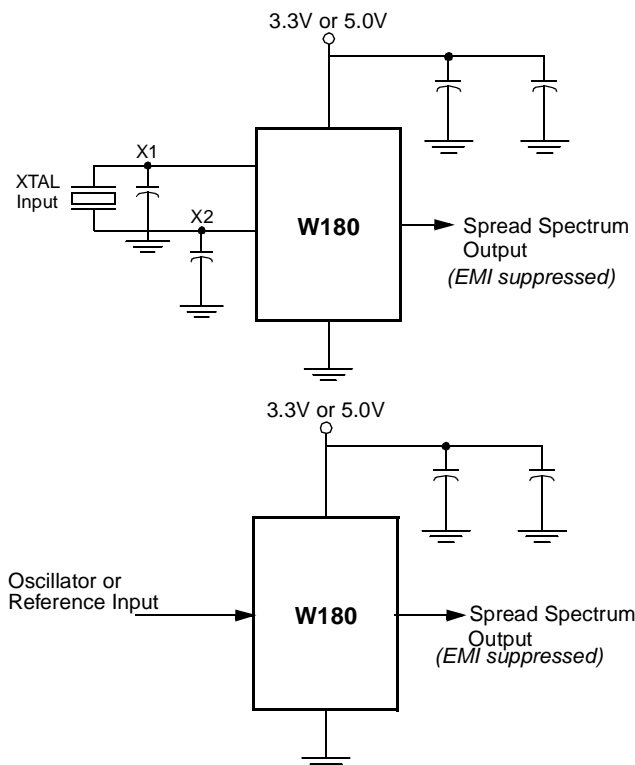 3.3V or 5.0V
X1
XTAL
Input
X2
W180
Spread Spectrum
Output
(EMI suppressed)
3.3V or 5.0V
Oscillator or
Reference Input
W180
Spread Spectrum
Output
(EMI suppressed)